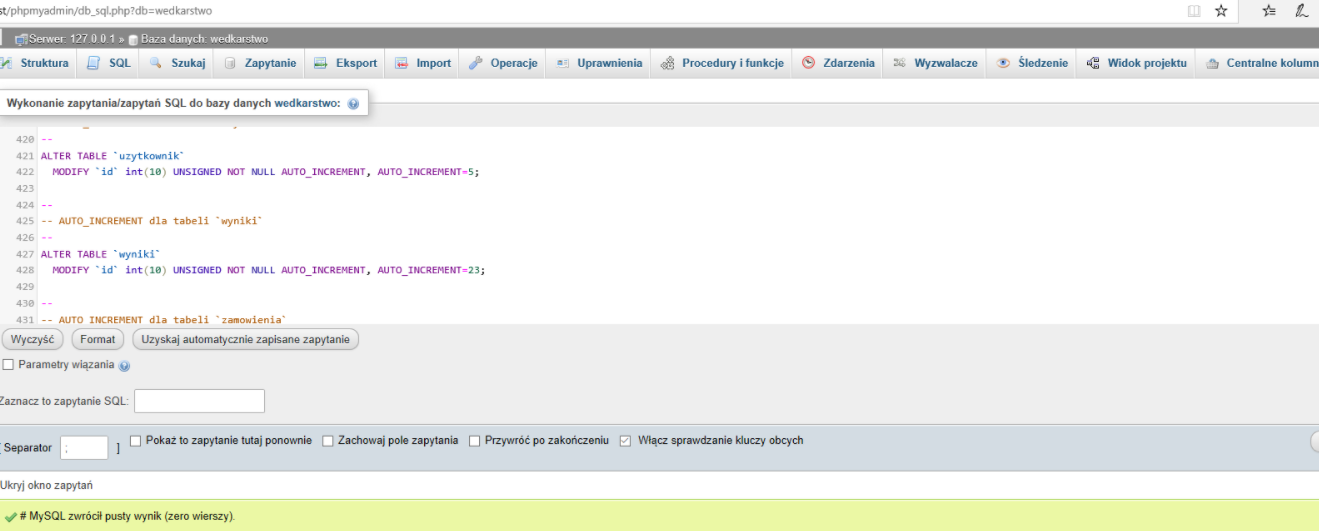 st/phpmyadmin/db_sql.php?db=wedkarstwo
Serwer: 127.0.0.1 » Baza danych: wedkarstwo
Struktura SQL Szukaj Zapytanie Eksport Import Operacje Uprawnienia Procedury i funkcje Zdarzenia Wyzwalacze Śledzenie Widok projektu Centralne kolumn
Wykonanie zapytania/zapytań SQL do bazy danych wedkarstwo:
420 --
421 ALTER TABLE `uzytkownik`
422 MODIFY `id` int(10) UNSIGNED NOT NULL AUTO_INCREMENT, AUTO_INCREMENT=5;
423
424 --
425 -- AUTO_INCREMENT dla tabeli `wyniki`
426 --
427 ALTER TABLE `wyniki`
428 MODIFY `id` int(10) UNSIGNED NOT NULL AUTO_INCREMENT, AUTO_INCREMENT=23;
429
430 --
431 -- AUTO_INCREMENT dla tabeli `zamowienia`
Wyczyść Format Uzyskaj automatycznie zapisane zapytanie
Parametry wiązania
Zaznacz to zapytanie SQL:
[ Separator ; ] Pokaż to zapytanie tutaj ponownie Zachowaj pole zapytania Przywróć po zakończeniu Włącz sprawdzanie kluczy obcych
Ukryj okno zapytań
# MySQL zwrócił pusty wynik (zero wierszy).